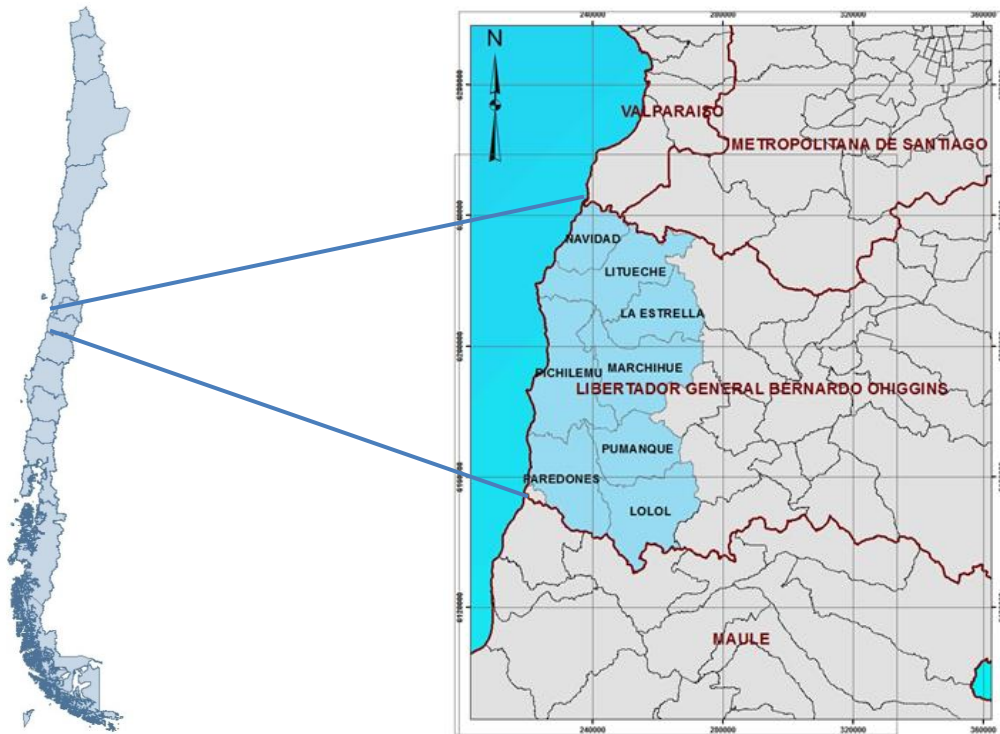 240000 280000 320000 360000
N
VALPARAISO
METROPOLITANA DE SANTIAGO
NAVIDAD
LITUECHE
LA ESTRELLA
PICHILEMU
MARCHIHUE
LIBERTADOR GENERAL BERNARDO OHIGGINS
PUMANQUE
PAREDONES
LOLOL
6120000
MAULE
240000 280000 320000 360000